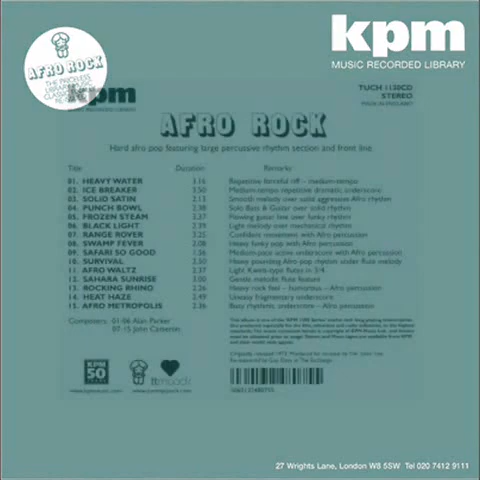 kpm
MUSIC RECORDED LIBRARY
AFRO ROCK
THE PRICELESS
LIBRARY MUSIC
kpm
MUSIC RECORDED LIBRARY
TUCH 1130CD
STEREO
MADE IN ENGLAND
AFRO ROCK
Hard afro pop featuring large percussive rhythm section and front line.
Title Duration Remarks
01. HEAVY WATER 3.16 Repetitive forceful riff – medium-tempo
02. ICE BREAKER 3.50 Medium-tempo repetitive dramatic underscore
03. SOLID SATIN 2.13 Smooth melody over solid aggressive Afro rhythm
04. PUNCH BOWL 2.38 Solo Bass & Guitar over solid rhythm
05. FROZEN STEAM 2.37 Flowing guitar line over funky rhythm
06. BLACK LIGHT 2.39 Light melody over mechanical rhythm
07. RANGE ROVER 3.25 Confident movement with Afro percussion
08. SWAMP FEVER 2.08 Heavy funky pop with Afro percussion
09. SAFARI SO GOOD 1.56 Medium-pace active underscore with percussion
10. SURVIVAL 2.50 Heavy pounding Afro-pop rhythm under flute melody
11. AFRO WALTZ 2.37 Light Kwela-type flutes in 3/4
12. SAHARA SUNRISE 3.00 Gentle melodic flute feature
13. ROCKING RHINO 2.26 Heavy rock feel – humorous – Afro percussion
14. HEAT HAZE 2.49 Uneasy fragmentary underscore
15. AFRO METROPOLIS 2.36 Busy rhythmic underscore – Afro percussion
Composers: 01-06 Alan Parker
07-15 John Cameron
KPM
50
ttmoock
27 Wrights Lane, London W8 5SW Tel 020 7412 9111